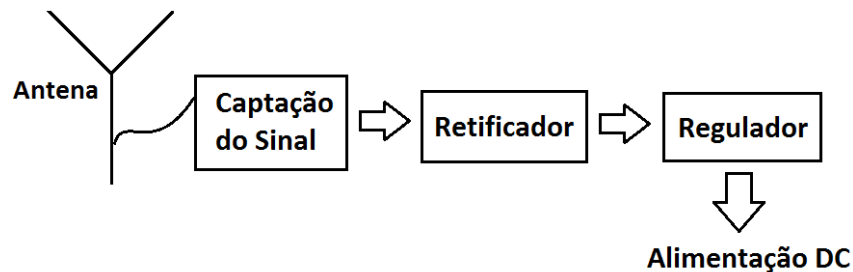 Antena
Captação
do Sinal
Retificador
Regulador
Alimentação DC